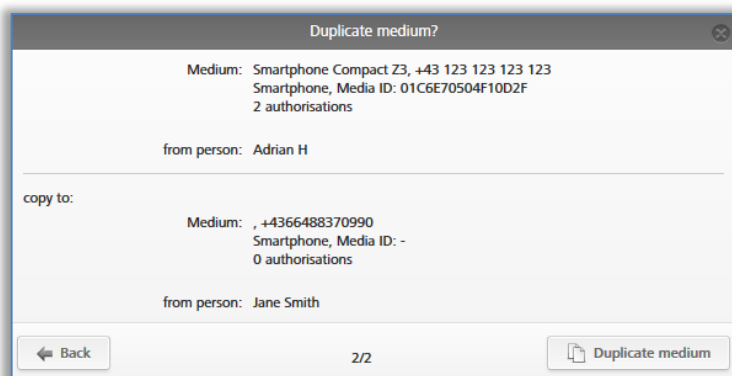 Duplicate medium?
Medium: Smartphone Compact Z3, +43 123 123 123 123
Smartphone, Media ID: 01C6E70504F10D2F
2 authorisations
from person: Adrian H
copy to:
Medium: , +4366488370990
Smartphone, Media ID: -
0 authorisations
from person: Jane Smith
Back
2/2
Duplicate medium